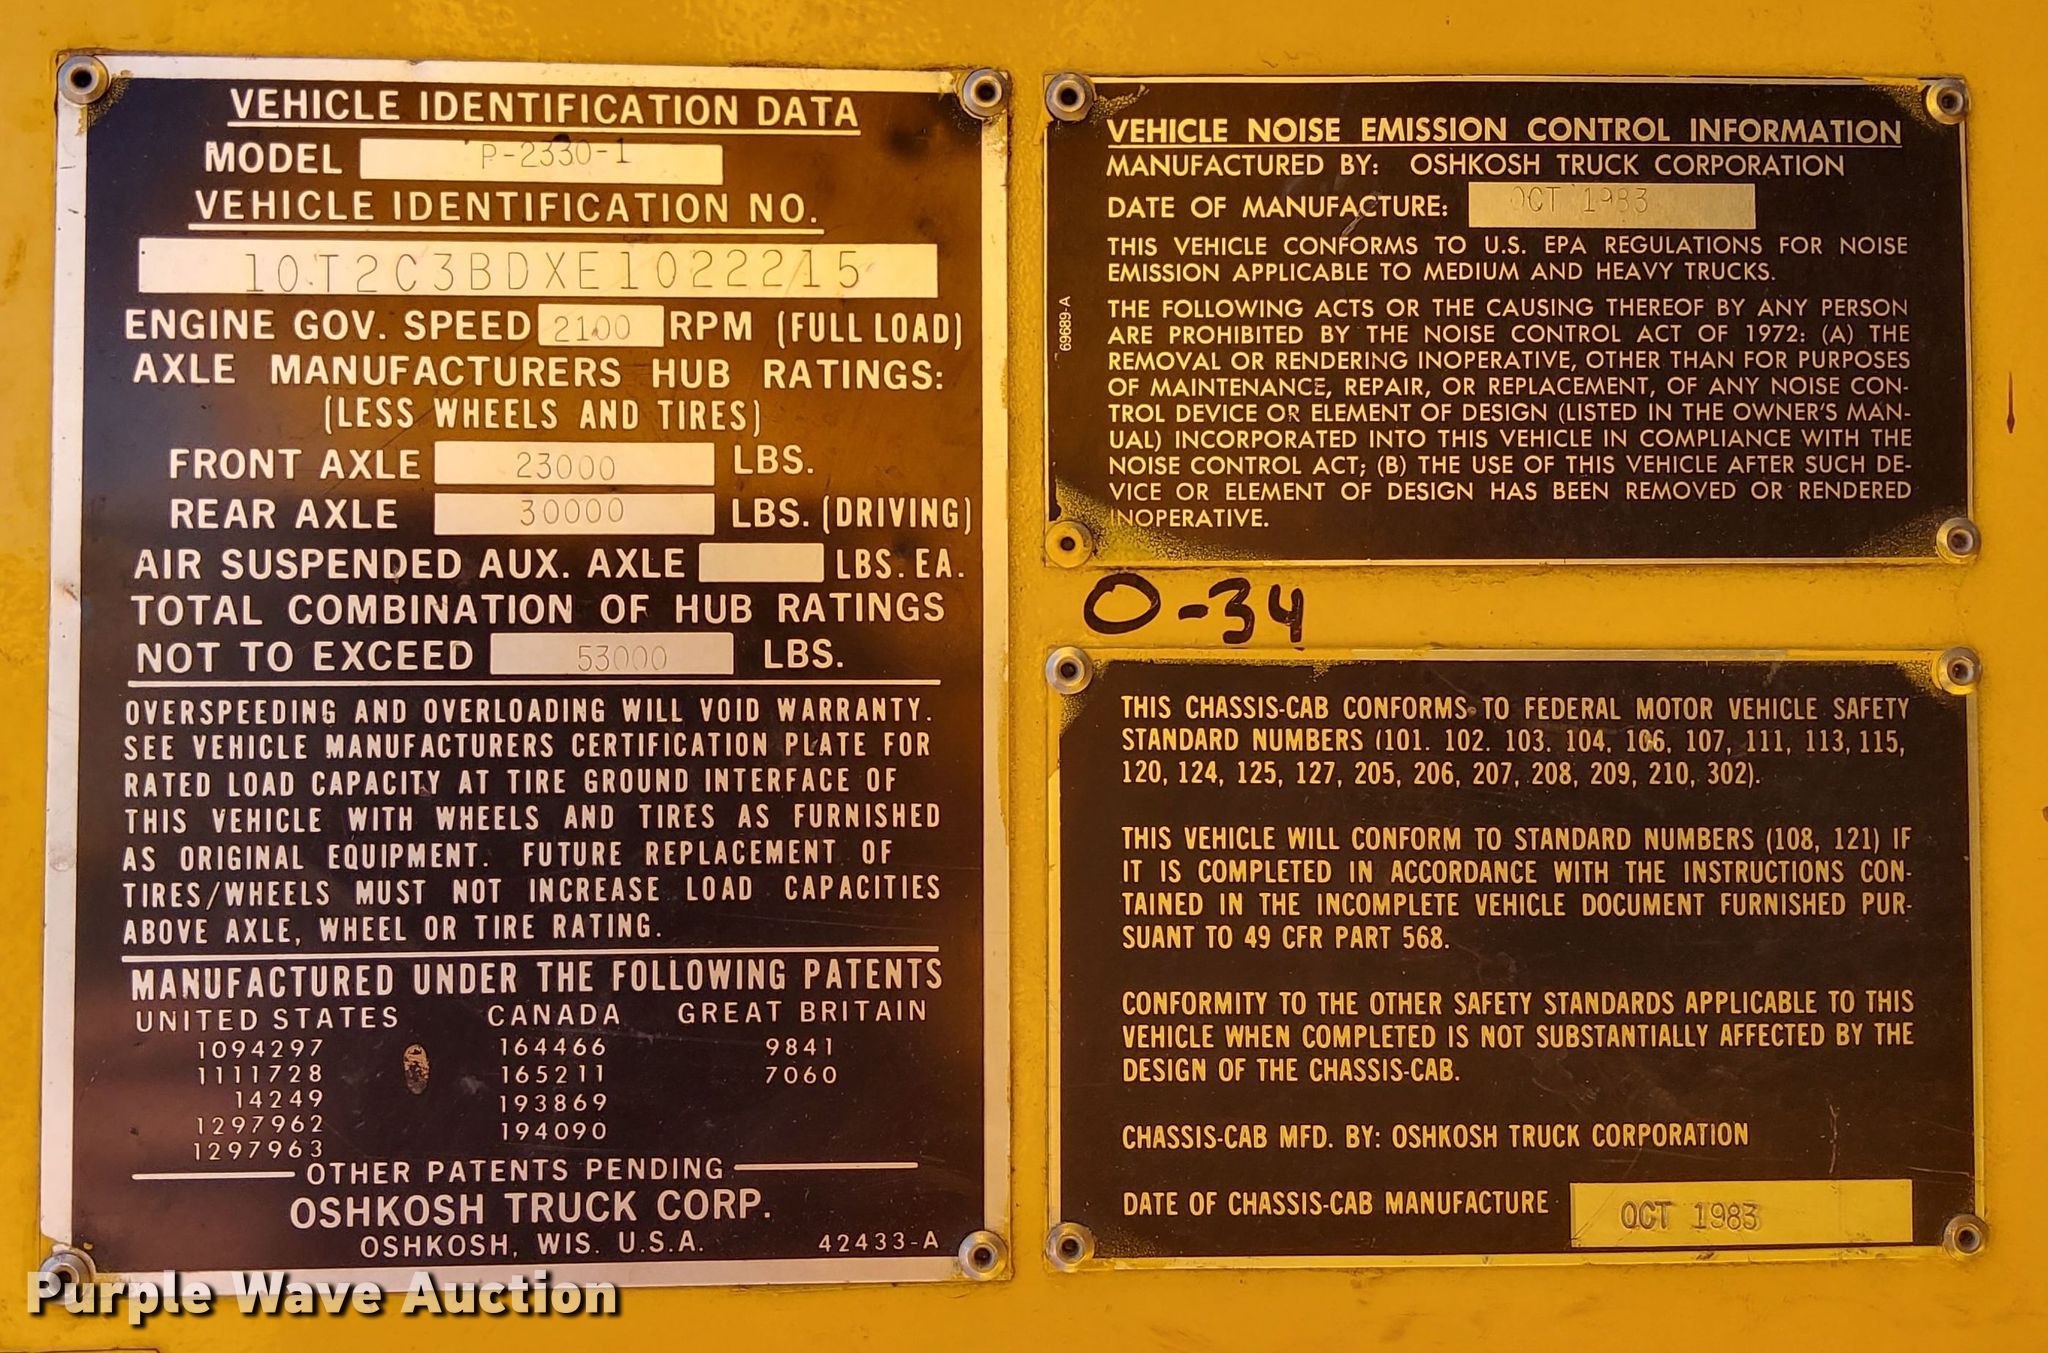 VEHICLE IDENTIFICATION DATA
MODEL P-2330-1
VEHICLE IDENTIFICATION NO.
10T2C3BDXE1022215
ENGINE GOV. SPEED 2100 RPM (FULL LOAD)
AXLE MANUFACTURERS HUB RATINGS:
(LESS WHEELS AND TIRES)
FRONT AXLE 23000 LBS.
REAR AXLE 30000 LBS. (DRIVING)
AIR SUSPENDED AUX. AXLE LBS. EA.
TOTAL COMBINATION OF HUB RATINGS
NOT TO EXCEED 53000 LBS.
OVERSPEEDING AND OVERLOADING WILL VOID WARRANTY.
SEE VEHICLE MANUFACTURERS CERTIFICATION PLATE FOR
RATED LOAD CAPACITY AT TIRE GROUND INTERFACE OF
THIS VEHICLE WITH WHEELS AND TIRES AS FURNISHED
AS ORIGINAL EQUIPMENT. FUTURE REPLACEMENT OF
TIRES/WHEELS MUST NOT INCREASE LOAD CAPACITIES
ABOVE AXLE, WHEEL OR TIRE RATING.
MANUFACTURED UNDER THE FOLLOWING PATENTS
UNITED STATES CANADA GREAT BRITAIN
1094297 164466 9841
1111728 165211 7060
14249 193869
1297962 194090
1297963
OTHER PATENTS PENDING
OSHKOSH TRUCK CORP.
OSHKOSH, WIS. U.S.A. 42433-A
VEHICLE NOISE EMISSION CONTROL INFORMATION
MANUFACTURED BY: OSHKOSH TRUCK CORPORATION
DATE OF MANUFACTURE: OCT 1983
THIS VEHICLE CONFORMS TO U.S. EPA REGULATIONS FOR NOISE
EMISSION APPLICABLE TO MEDIUM AND HEAVY TRUCKS.
69689-A
THE FOLLOWING ACTS OR THE CAUSING THEREOF BY ANY PERSON
ARE PROHIBITED BY THE NOISE CONTROL ACT OF 1972: (A) THE
REMOVAL OR RENDERING INOPERATIVE, OTHER THAN FOR PURPOSES
OF MAINTENANCE, REPAIR, OR REPLACEMENT, OF ANY NOISE CON-
TROL DEVICE OR ELEMENT OF DESIGN (LISTED IN THE OWNER'S MAN-
UAL) INCORPORATED INTO THIS VEHICLE IN COMPLIANCE WITH THE
NOISE CONTROL ACT; (B) THE USE OF THIS VEHICLE AFTER SUCH DE-
VICE OR ELEMENT OF DESIGN HAS BEEN REMOVED OR RENDERED
INOPERATIVE.
O-34
THIS CHASSIS-CAB CONFORMS TO FEDERAL MOTOR VEHICLE SAFETY
STANDARD NUMBERS (101. 102. 103. 104, 106, 107, 111, 113, 115,
120, 124, 125, 127, 205, 206, 207, 208, 209, 210, 302).
THIS VEHICLE WILL CONFORM TO STANDARD NUMBERS (108, 121) IF
IT IS COMPLETED IN ACCORDANCE WITH THE INSTRUCTIONS CON-
TAINED IN THE INCOMPLETE VEHICLE DOCUMENT FURNISHED PUR-
SUANT TO 49 CFR PART 568.
CONFORMITY TO THE OTHER SAFETY STANDARDS APPLICABLE TO THIS
VEHICLE WHEN COMPLETED IS NOT SUBSTANTIALLY AFFECTED BY THE
DESIGN OF THE CHASSIS-CAB.
CHASSIS-CAB MFD. BY: OSHKOSH TRUCK CORPORATION
DATE OF CHASSIS-CAB MANUFACTURE OCT 1983
Purple Wave Auction